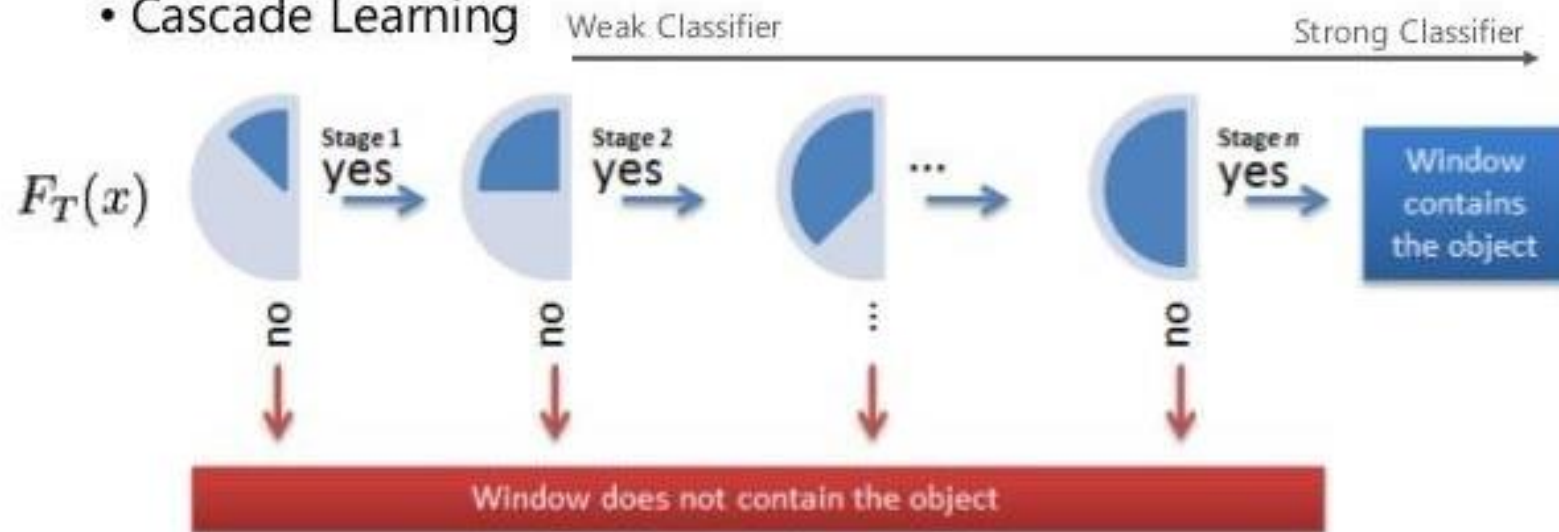 • Cascade Learning
Weak Classifier
Strong Classifier
F_T(x)
Stage 1
yes
Stage 2
yes
...
Stage n
yes
Window
contains
the object
no
no
...
no
Window does not contain the object